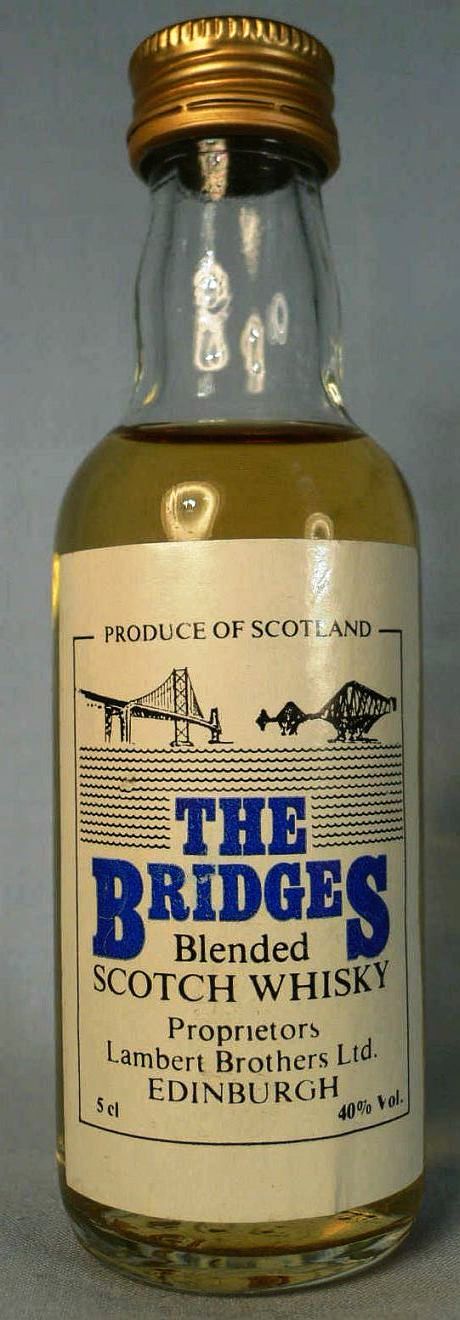 PRODUCE OF SCOTLAND
THE
BRIDGES
Blended
SCOTCH WHISKY
Proprietors
Lambert Brothers Ltd.
EDINBURGH
5 cl 40% Vol.